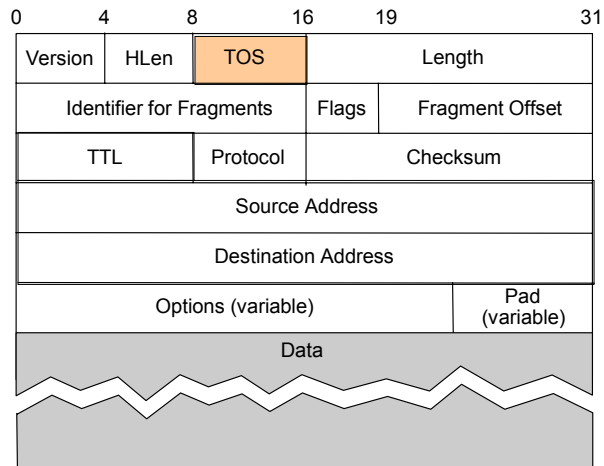 0 4 8 16 19 31
Version HLen TOS Length
Identifier for Fragments Flags Fragment Offset
TTL Protocol Checksum
Source Address
Destination Address
Options (variable) Pad
(variable)
Data